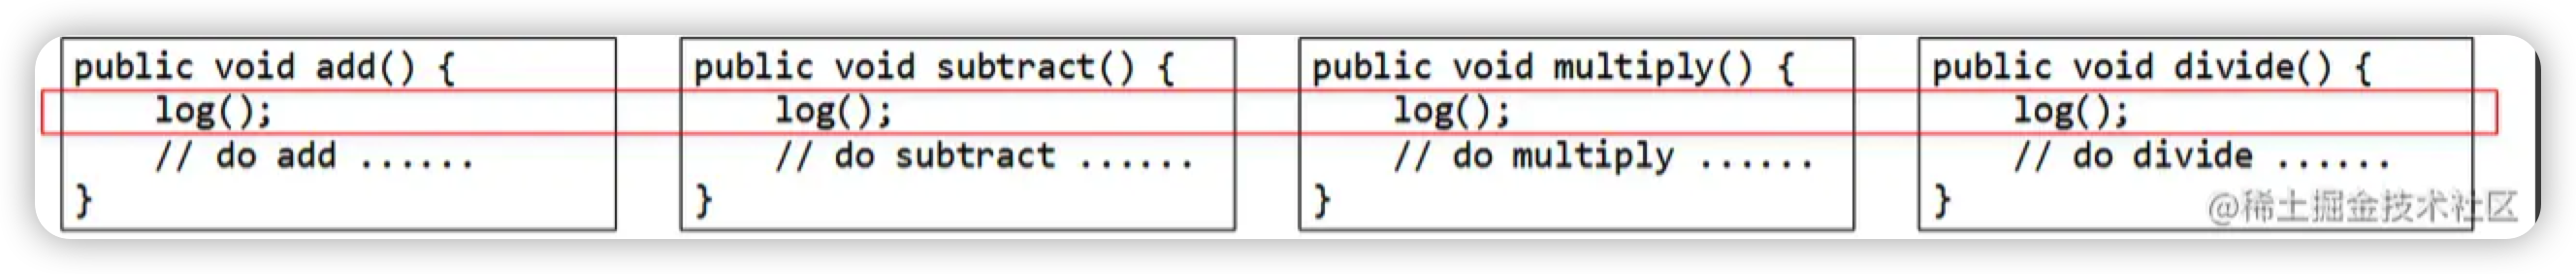 public void add() {
log();
// do add ......
}
public void subtract() {
log();
// do subtract ......
}
public void multiply() {
log();
// do multiply ......
}
public void divide() {
log();
// do divide ......
}
@稀土掘金技术社区